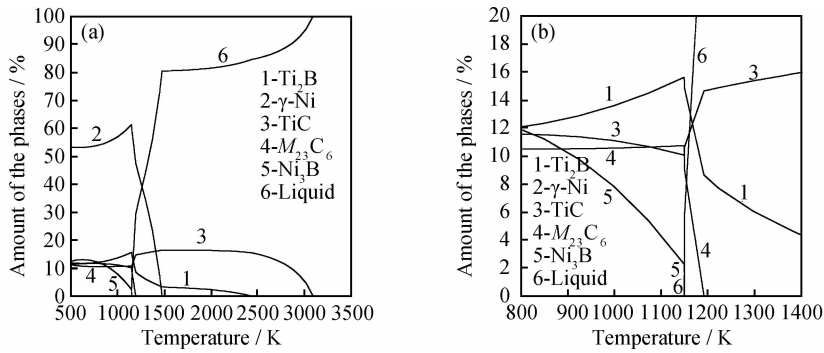 (a)
100
90
80
70
60
50
40
30
20
10
0
Amount of the phases / %
6
1-Ti2B
2-γ-Ni
3-TiC
4-M23C6
5-Ni3B
6-Liquid
2
3
4
5
1
500 1000 1500 2000 2500 3000 3500
Temperature / K
(b)
20
18
16
14
12
10
8
6
4
2
0
Amount of the phases / %
6
3
1
3
4
1-Ti2B
2-γ-Ni
3-TiC
4-M23C6
5-Ni3B
6-Liquid
5
1
5
4
6
800 900 1000 1100 1200 1300 1400
Temperature / K